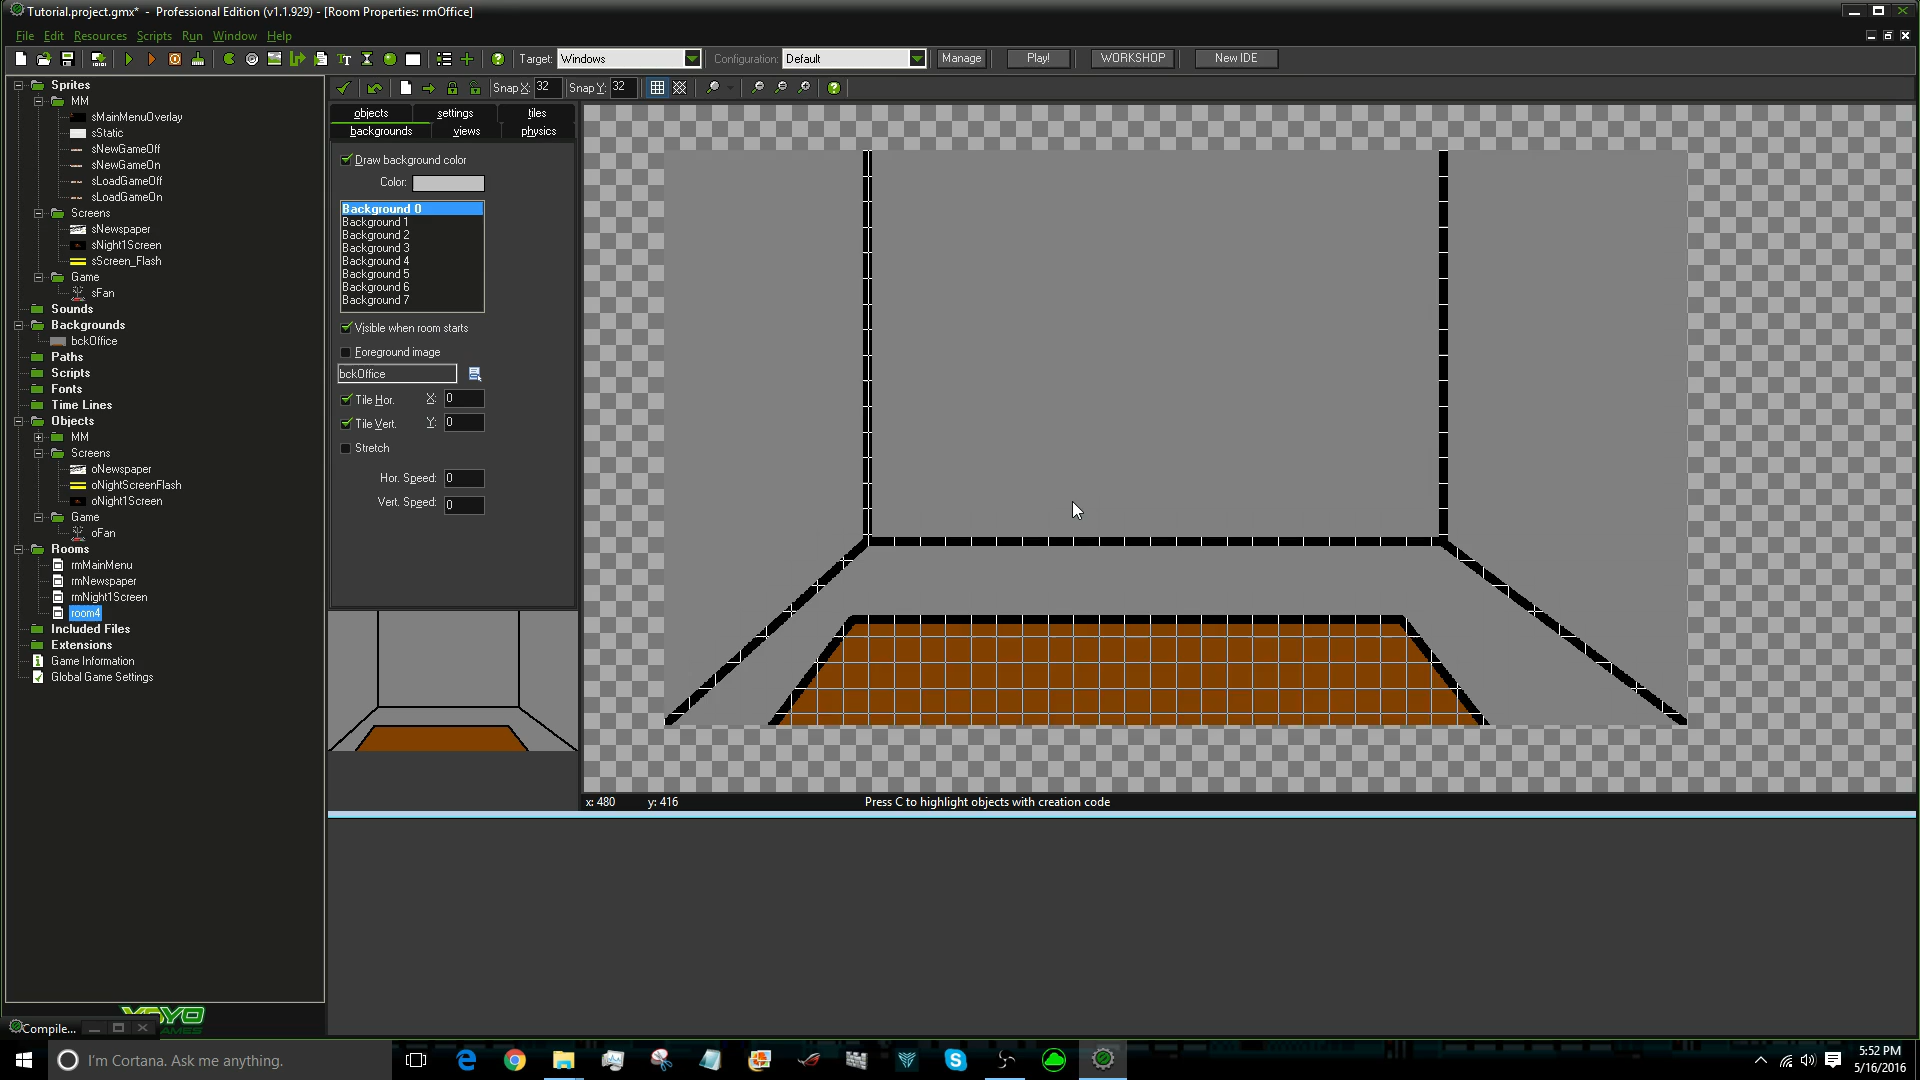 Tutorial.project.gmx* - Professional Edition (v1.1.929) - [Room Properties: rmOffice]
File Edit Resources Scripts Run Window Help
Target: Windows Configuration: Default Manage Play! WORKSHOP New IDE
Snap X: 32 Snap Y: 32
objects settings tiles
backgrounds views physics
Draw background color
Color:
Background 0
Background 1
Background 2
Background 3
Background 4
Background 5
Background 6
Background 7
Visible when room starts
Foreground image
bckOffice
Tile Hor. X: 0
Tile Vert. Y: 0
Stretch
Hor. Speed: 0
Vert. Speed: 0
Sprites
MM
sMainMenuOverlay
sStatic
sNewGameOff
sNewGameOn
sLoadGameOff
sLoadGameOn
Screens
sNewspaper
sNight1Screen
sScreen_Flash
Game
sFan
Sounds
Backgrounds
bckOffice
Paths
Scripts
Fonts
Time Lines
Objects
MM
Screens
oNewspaper
oNightScreenFlash
oNight1Screen
Game
oFan
Rooms
rmMainMenu
rmNewspaper
rmNight1Screen
room4
Included Files
Extensions
Game Information
Global Game Settings
x: 480 y: 416 Press C to highlight objects with creation code
YOYO
GAMES
Compile...
I'm Cortana. Ask me anything.
5:52 PM
5/16/2016